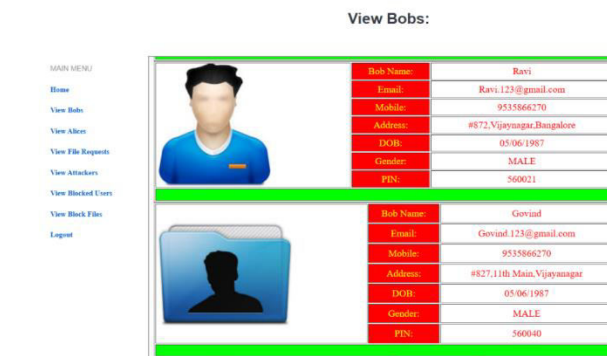 View Bobs:
MAIN MENU
Home
View Bobs
View Alices
View File Requests
View Attackers
View Blocked Users
View Block Files
Logout
Bob Name: Ravi
Email: Ravi.123@gmail.com
Mobile: 9535866270
Address: #872,Vijaynagar,Bangalore
DOB: 05/06/1987
Gender: MALE
PIN: 560021
Bob Name: Govind
Email: Govind.123@gmail.com
Mobile: 9535866270
Address: #827,11th Main,Vijayanagar
DOB: 05/06/1987
Gender: MALE
PIN: 560040